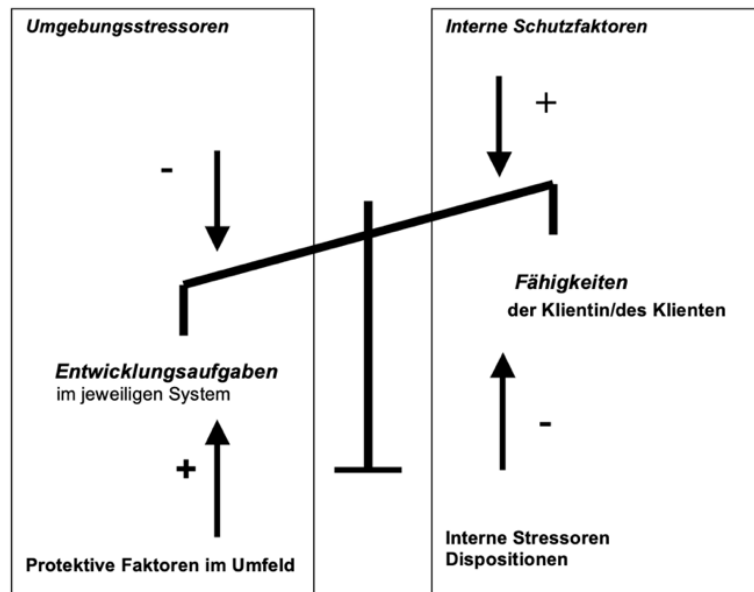 Umgebungsstressoren
-
Entwicklungsaufgaben
im jeweiligen System
+
Protektive Faktoren im Umfeld
Interne Schutzfaktoren
+
Fähigkeiten
der Klientin/des Klienten
-
Interne Stressoren
Dispositionen